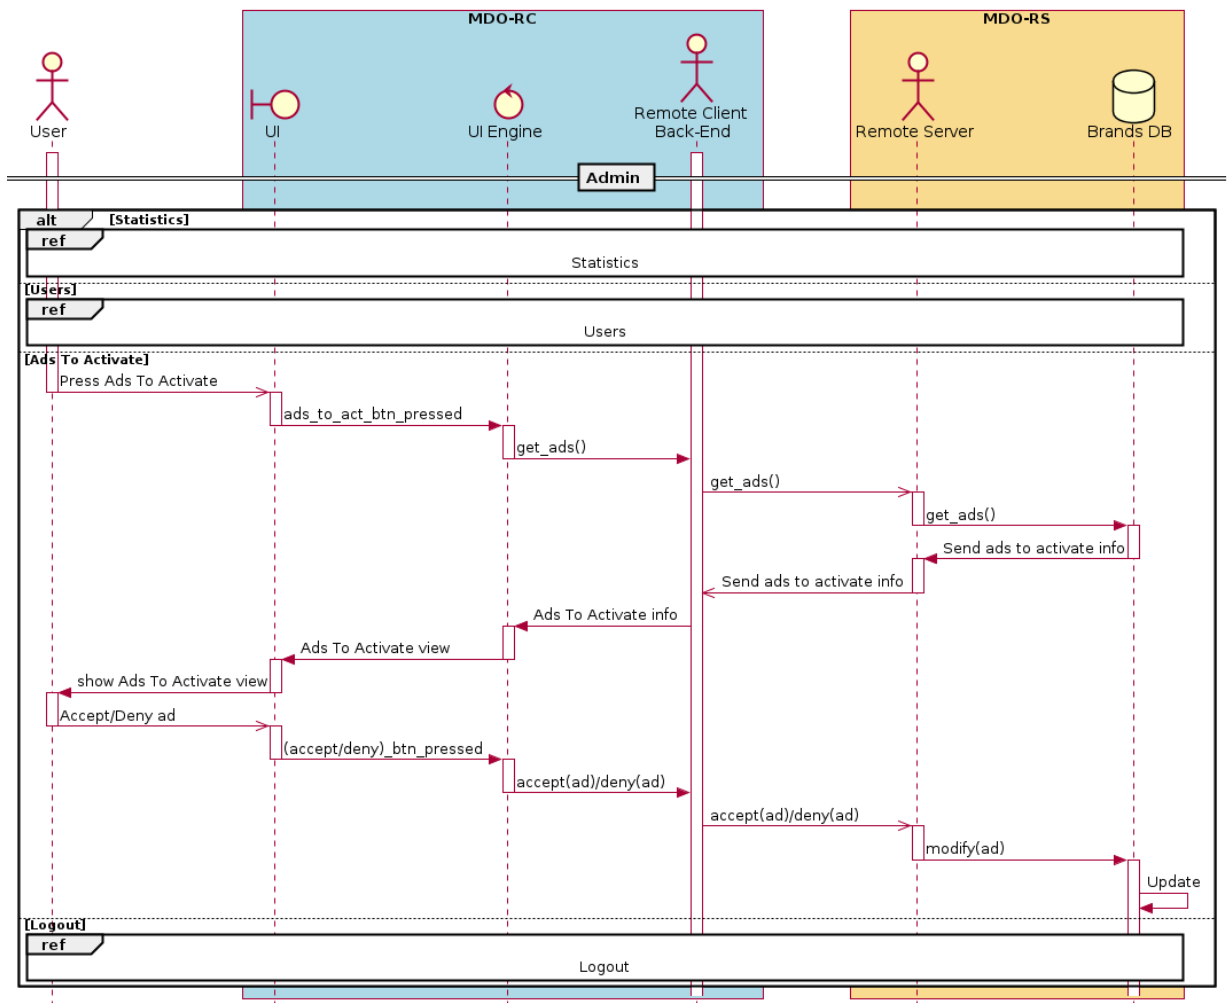 MDO-RC
MDO-RS
User
UI
UI Engine
Remote Client
Back-End
Remote Server
Brands DB
Admin
alt
[Statistics]
ref
Statistics
[Users]
ref
Users
[Ads To Activate]
Press Ads To Activate
ads_to_act_btn_pressed
get_ads()
get_ads()
get_ads()
Send ads to activate info
Send ads to activate info
Ads To Activate info
Ads To Activate view
show Ads To Activate view
Accept/Deny ad
(accept/deny)_btn_pressed
accept(ad)/deny(ad)
accept(ad)/deny(ad)
modify(ad)
Update
[Logout]
ref
Logout